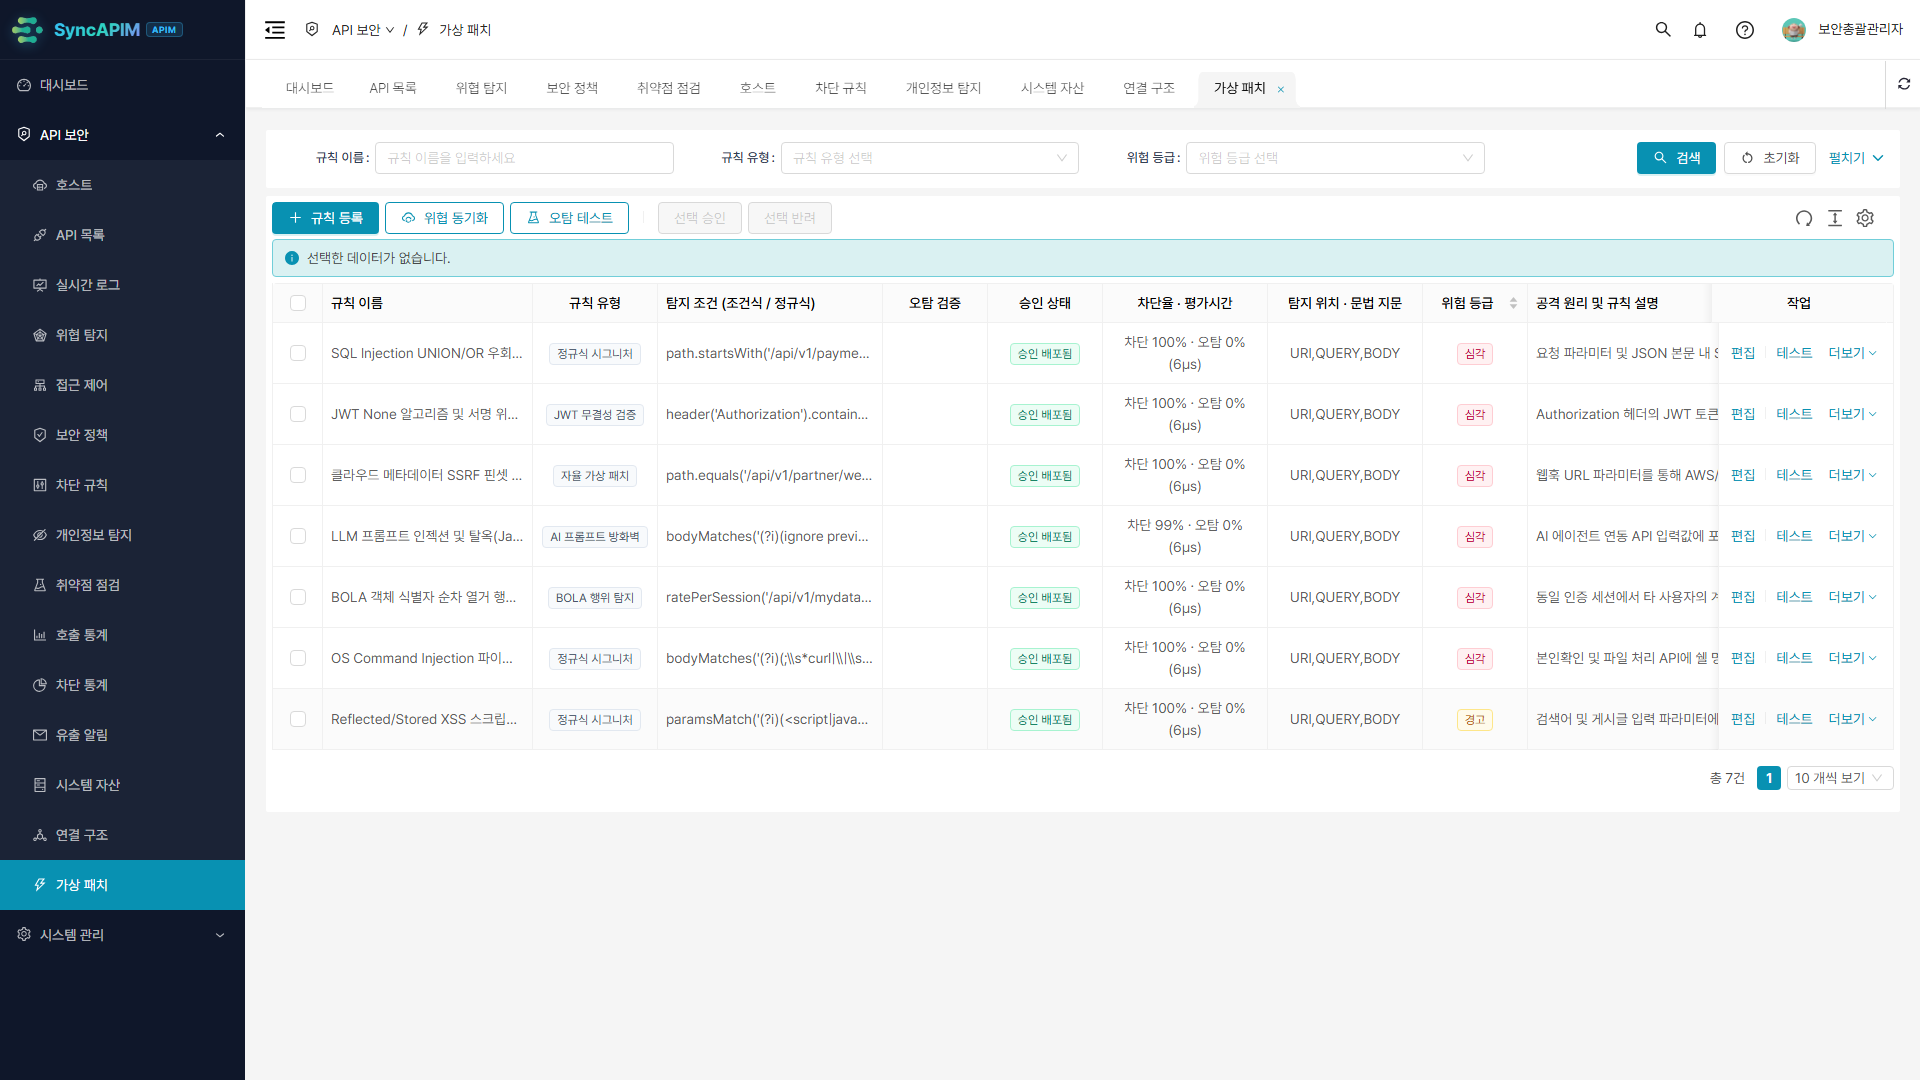 SyncAPIM APIM
API 보안 / 가상 패치
보안총괄관리자
대시보드
API 보안
호스트
API 목록
실시간 로그
위협 탐지
접근 제어
보안 정책
차단 규칙
개인정보 탐지
취약점 점검
호출 통계
차단 통계
유출 알림
시스템 자산
연결 구조
가상 패치
시스템 관리
대시보드 API 목록 위협 탐지 보안 정책 취약점 점검 호스트 차단 규칙 개인정보 탐지 시스템 자산 연결 구조 가상 패치 ×
규칙 이름: 규칙 이름을 입력하세요 규칙 유형: 규칙 유형 선택 위험 등급: 위험 등급 선택 검색 초기화 펼치기
규칙 등록 위협 동기화 오탐 테스트 선택 승인 선택 반려
선택한 데이터가 없습니다.
규칙 이름 규칙 유형 탐지 조건 (조건식 / 정규식) 오탐 검증 승인 상태 차단율 · 평가시간 탐지 위치 · 문법 지문 위험 등급 공격 원리 및 규칙 설명 작업
SQL Injection UNION/OR 우회... 정규식 시그니처 path.startsWith('/api/v1/payme... 승인 배포됨 차단 100% · 오탐 0% (6µs) URI,QUERY,BODY 심각 요청 파라미터 및 JSON 본문 내 S 편집 테스트 더보기
JWT None 알고리즘 및 서명 위... JWT 무결성 검증 header('Authorization').contain... 승인 배포됨 차단 100% · 오탐 0% (6µs) URI,QUERY,BODY 심각 Authorization 헤더의 JWT 토큰 편집 테스트 더보기
클라우드 메타데이터 SSRF 핀셋 ... 자율 가상 패치 path.equals('/api/v1/partner/we... 승인 배포됨 차단 100% · 오탐 0% (6µs) URI,QUERY,BODY 심각 웹훅 URL 파라미터를 통해 AWS/ 편집 테스트 더보기
LLM 프롬프트 인젝션 및 탈옥(Ja... AI 프롬프트 방화벽 bodyMatches('(?i)(ignore previ... 승인 배포됨 차단 99% · 오탐 0% (6µs) URI,QUERY,BODY 심각 AI 에이전트 연동 API 입력값에 포 편집 테스트 더보기
BOLA 객체 식별자 순차 열거 행... BOLA 행위 탐지 ratePerSession('/api/v1/mydata... 승인 배포됨 차단 100% · 오탐 0% (6µs) URI,QUERY,BODY 심각 동일 인증 세션에서 타 사용자의 편집 테스트 더보기
OS Command Injection 파이... 정규식 시그니처 bodyMatches('(?i)(;\\s*curl|\\|\\s... 승인 배포됨 차단 100% · 오탐 0% (6µs) URI,QUERY,BODY 심각 본인확인 및 파일 처리 API에 쉘 명 편집 테스트 더보기
Reflected/Stored XSS 스크립... 정규식 시그니처 paramsMatch('(?i)(<script|java... 승인 배포됨 차단 100% · 오탐 0% (6µs) URI,QUERY,BODY 경고 검색어 및 게시글 입력 파라미터에 편집 테스트 더보기
총 7건 1 10 개씩 보기